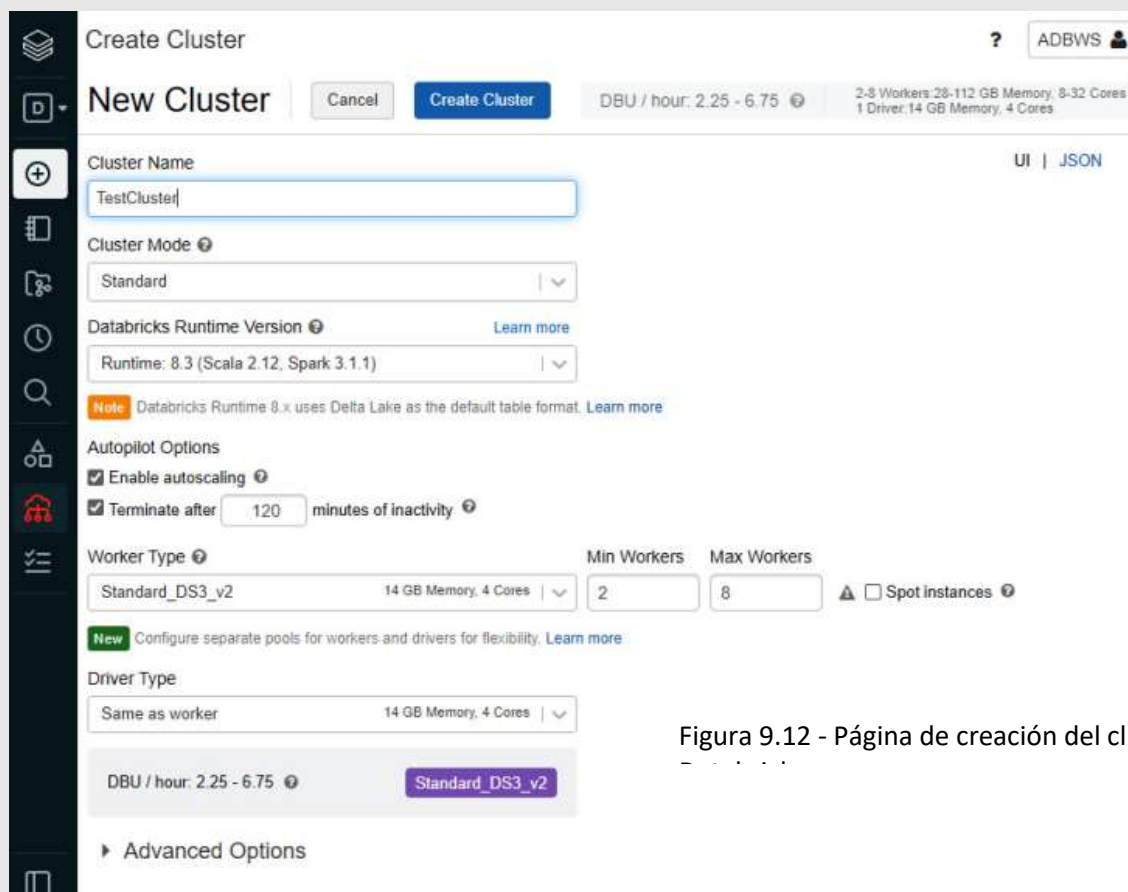 Create Cluster
? ADBWS
D
New Cluster Cancel Create Cluster DBU / hour: 2.25 - 6.75 ?
2-8 Workers:28-112 GB Memory, 8-32 Cores
1 Driver:14 GB Memory, 4 Cores
Cluster Name
UI | JSON
TestCluster
Cluster Mode ?
Standard
Databricks Runtime Version ? Learn more
Runtime: 8.3 (Scala 2.12, Spark 3.1.1)
Note Databricks Runtime 8.x uses Delta Lake as the default table format. Learn more
Autopilot Options
Enable autoscaling ?
Terminate after 120 minutes of inactivity ?
Worker Type ? Min Workers Max Workers
Standard_DS3_v2 14 GB Memory, 4 Cores 2 8 Spot instances ?
New Configure separate pools for workers and drivers for flexibility. Learn more
Driver Type
Same as worker 14 GB Memory, 4 Cores
Figura 9.12 - Página de creación del cl
DBU / hour: 2.25 - 6.75 ? Standard_DS3_v2
Advanced Options